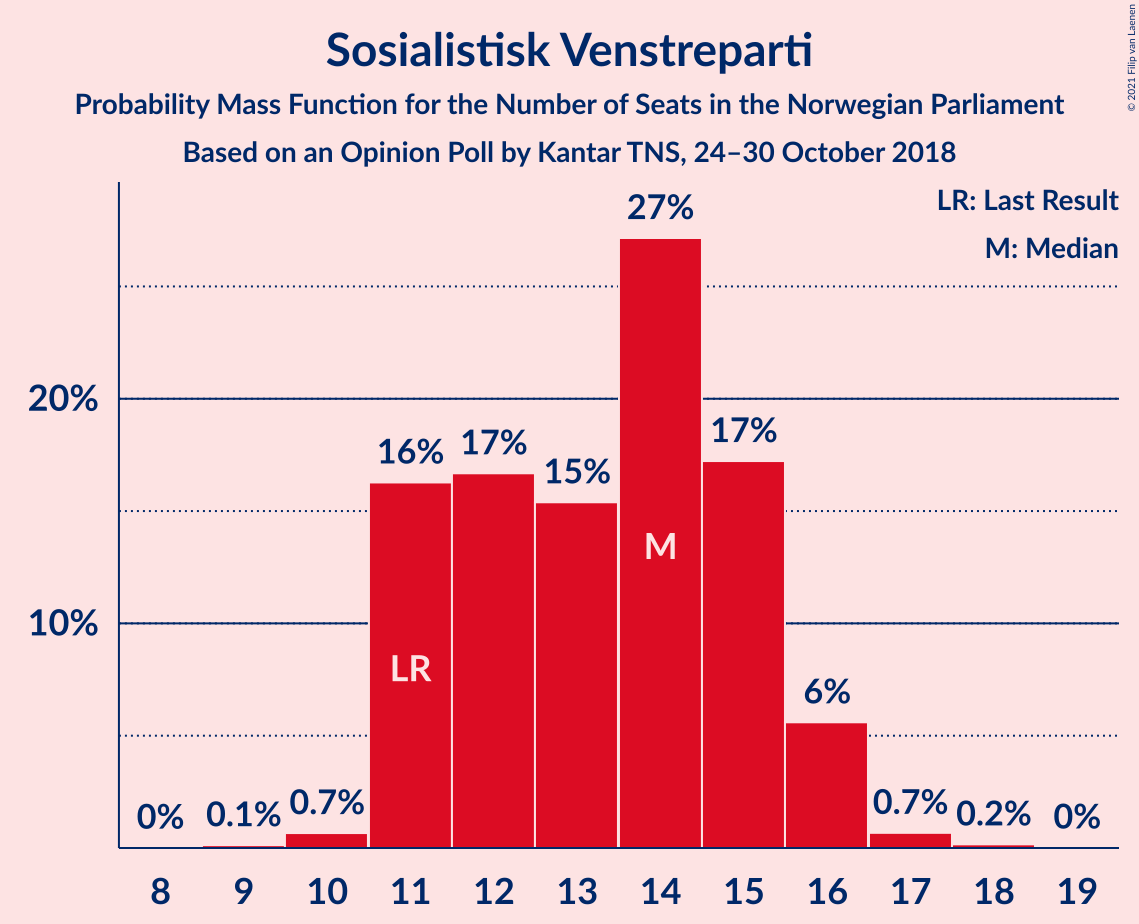 Sosialistisk Venstreparti
Probability Mass Function for the Number of Seats in the Norwegian Parliament
Based on an Opinion Poll by Kantar TNS, 24–30 October 2018
© 2021 Filip van Laenen
LR: Last Result
M: Median
27%
20%
17%
17%
16%
15%
M
10%
LR
6%
0%
0.1%
0.7%
0.7%
0.2%
0%
8 9 10 11 12 13 14 15 16 17 18 19